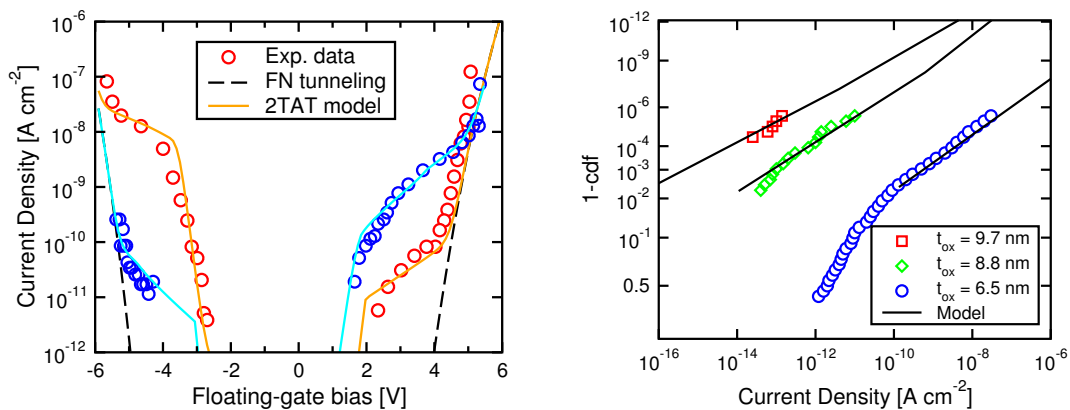 10^-6
10^-7
10^-8
10^-9
10^-10
10^-11
10^-12
Current Density [A cm^-2]
Exp. data
FN tunneling
2TAT model
-6 -4 -2 0 2 4 6
Floating-gate bias [V]
10^-12
10^-9
10^-6
10^-4
10^-3
10^-2
10^-1
0.5
1-cdf
t_ox = 9.7 nm
t_ox = 8.8 nm
t_ox = 6.5 nm
Model
10^-16 10^-14 10^-12 10^-10 10^-8 10^-6
Current Density [A cm^-2]